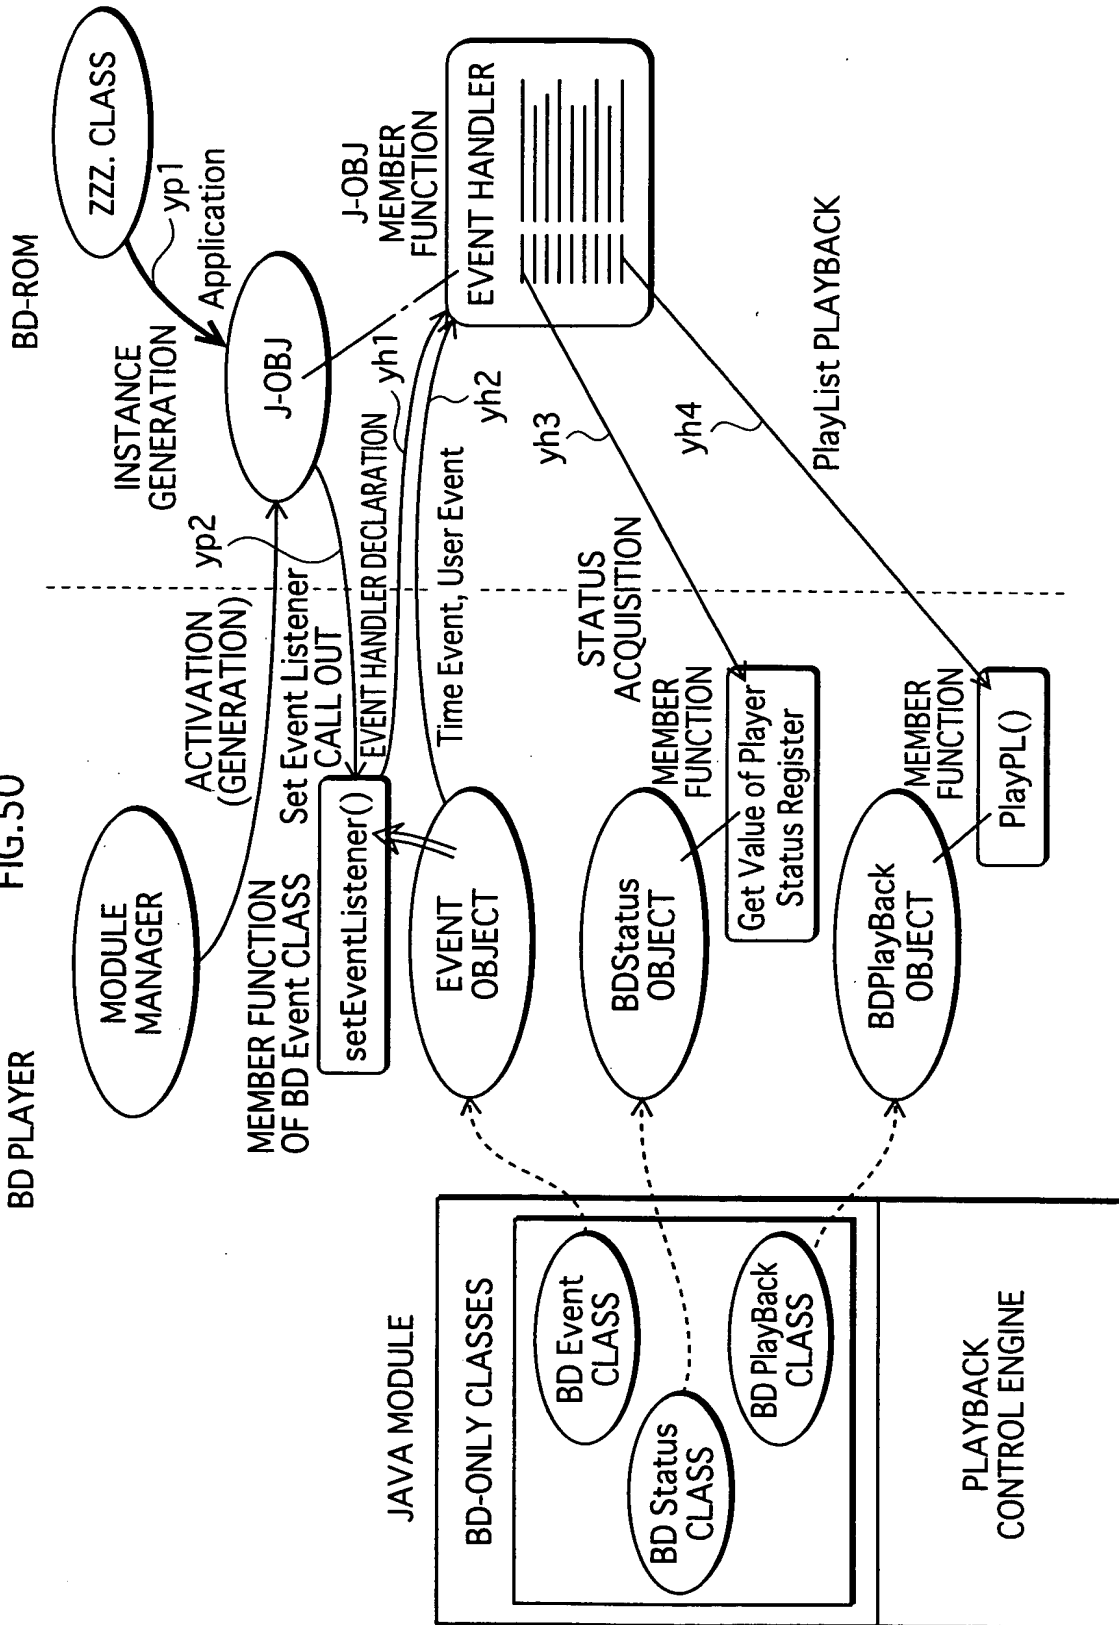 FIG.50
BD PLAYER
BD-ROM
MODULE
MANAGER
ACTIVATION
(GENERATION)
INSTANCE
GENERATION
ZZZ. CLASS
yp1
Application
J-OBJ
yp2
Set Event Listener
CALL OUT
MEMBER FUNCTION
OF BD Event CLASS
setEventListener()
EVENT HANDLER DECLARATION
yh1
yh2
Time Event, User Event
J-OBJ
MEMBER
FUNCTION
EVENT HANDLER
EVENT
OBJECT
JAVA MODULE
BD-ONLY CLASSES
BD Event
CLASS
BD Status
CLASS
BD PlayBack
CLASS
BDStatus
OBJECT
MEMBER
FUNCTION
Get Value of Player
Status Register
STATUS
ACQUISITION
yh3
BDPlayBack
OBJECT
MEMBER
FUNCTION
PlayPL()
yh4
PlayList PLAYBACK
PLAYBACK
CONTROL ENGINE